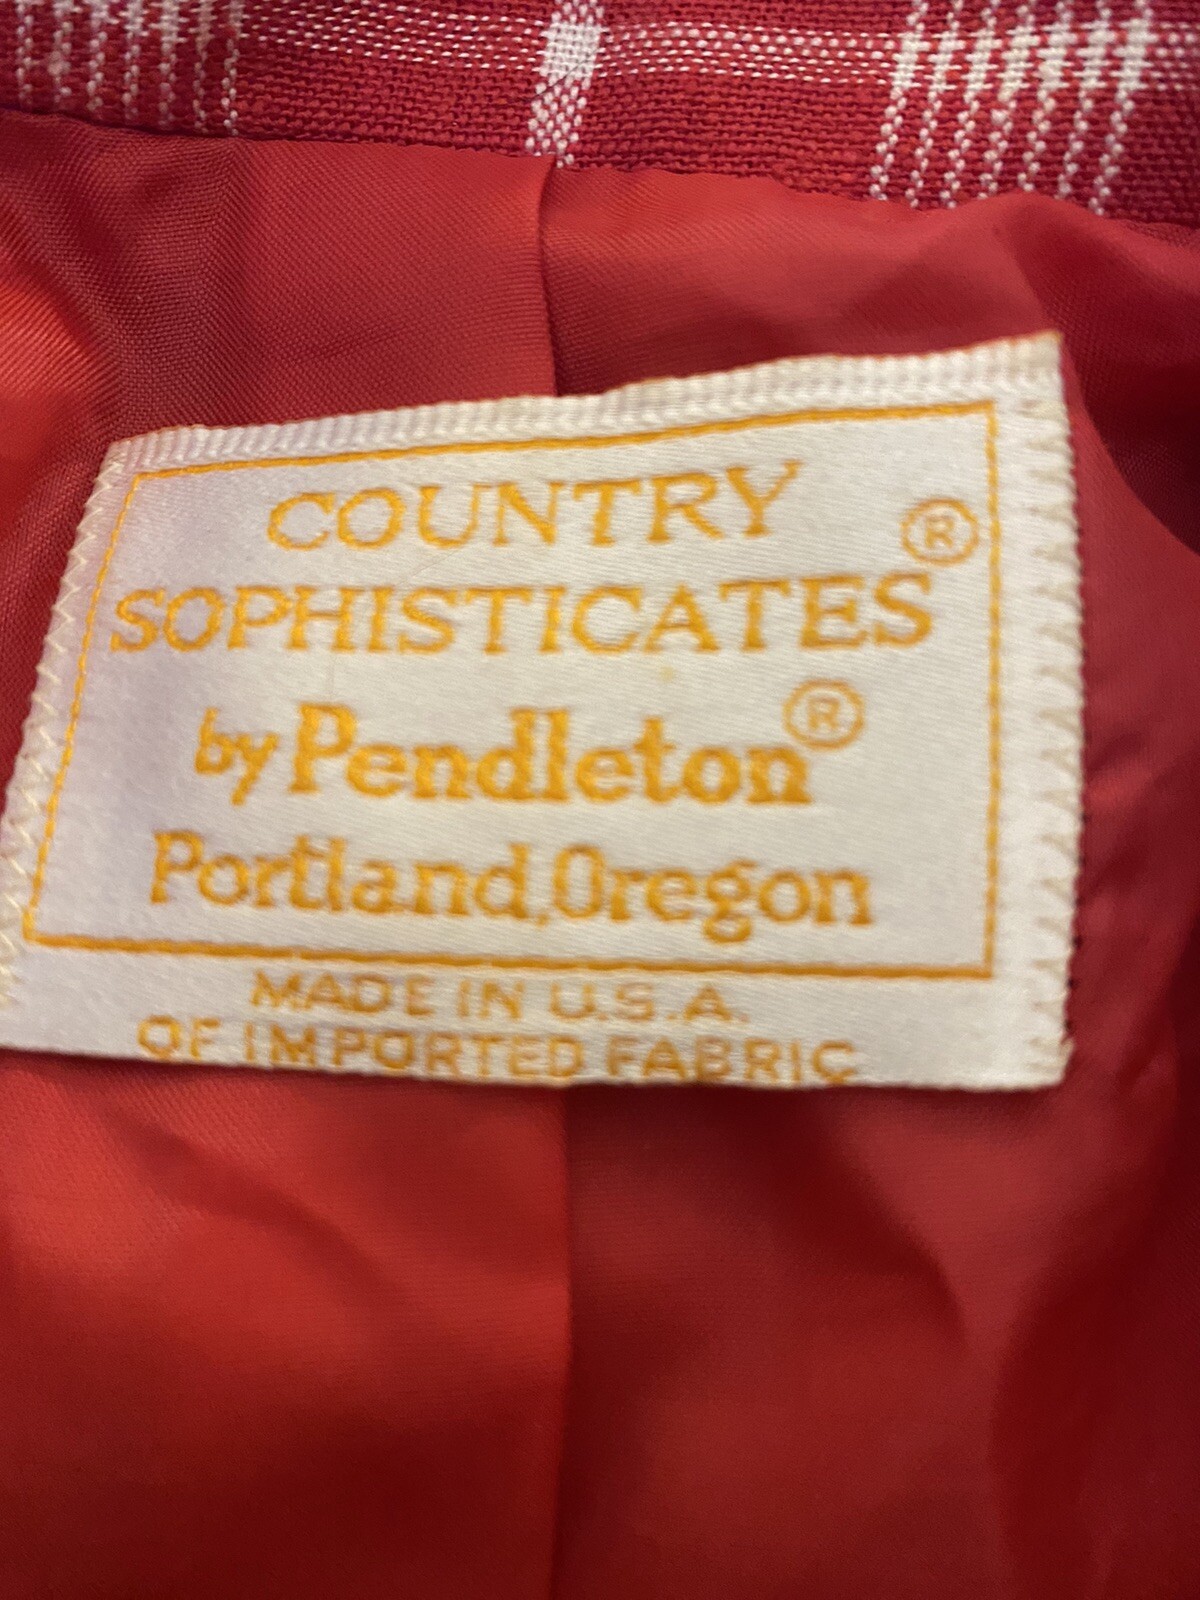 COUNTRY
SOPHISTICATES®
by Pendleton®
Portland, Oregon
MADE IN U.S.A.
OF IMPORTED FABRIC